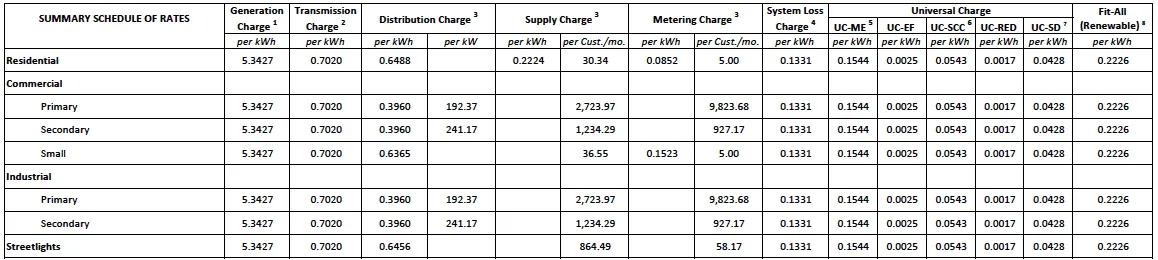 SUMMARY SCHEDULE OF RATES Generation Charge 1 Transmission Charge 2 Distribution Charge 3 Supply Charge 3 Metering Charge 3 System Loss Charge 4 Universal Charge Fit-All (Renewable) 8
UC-ME 5 UC-EF UC-SCC 6 UC-RED UC-SD 7
per kWh per kWh per kWh per kW per kWh per Cust./mo. per kWh per Cust./mo. per kWh per kWh per kWh per kWh per kWh per kWh per kWh
Residential 5.3427 0.7020 0.6488 0.2224 30.34 0.0852 5.00 0.1331 0.1544 0.0025 0.0543 0.0017 0.0428 0.2226
Commercial
Primary 5.3427 0.7020 0.3960 192.37 2,723.97 9,823.68 0.1331 0.1544 0.0025 0.0543 0.0017 0.0428 0.2226
Secondary 5.3427 0.7020 0.3960 241.17 1,234.29 927.17 0.1331 0.1544 0.0025 0.0543 0.0017 0.0428 0.2226
Small 5.3427 0.7020 0.6365 36.55 0.1523 5.00 0.1331 0.1544 0.0025 0.0543 0.0017 0.0428 0.2226
Industrial
Primary 5.3427 0.7020 0.3960 192.37 2,723.97 9,823.68 0.1331 0.1544 0.0025 0.0543 0.0017 0.0428 0.2226
Secondary 5.3427 0.7020 0.3960 241.17 1,234.29 927.17 0.1331 0.1544 0.0025 0.0543 0.0017 0.0428 0.2226
Streetlights 5.3427 0.7020 0.6456 864.49 58.17 0.1331 0.1544 0.0025 0.0543 0.0017 0.0428 0.2226